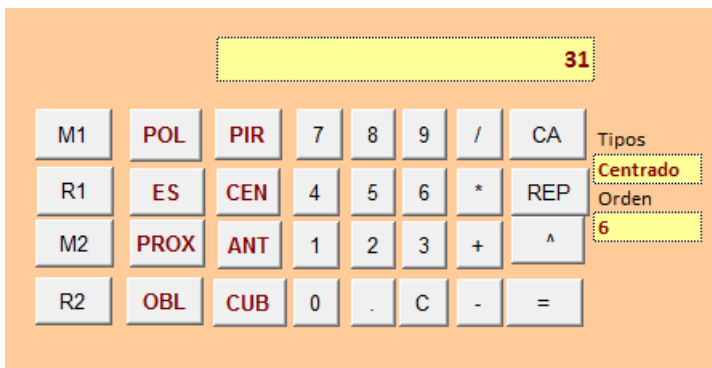 31
M1 POL PIR 7 8 9 / CA
Tipos
R1 ES CEN 4 5 6 * REP
Centrado
Orden
M2 PROX ANT 1 2 3 + ^
6
R2 OBL CUB 0 . C - =